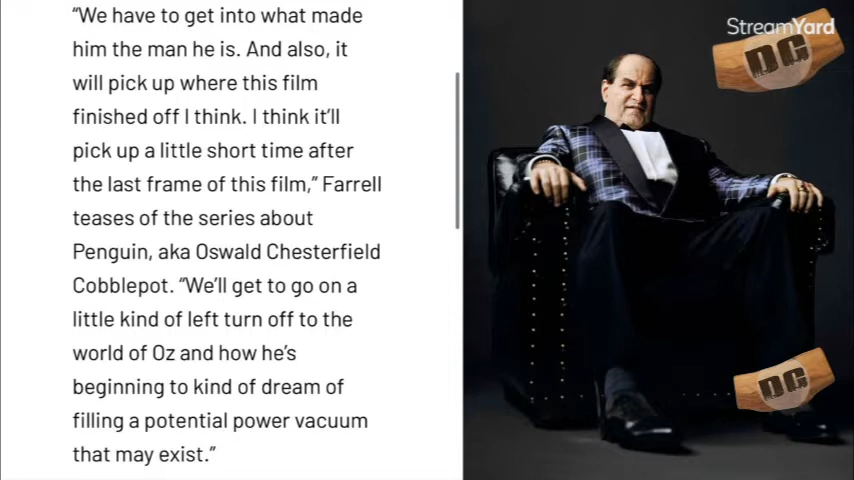 “We have to get into what made
him the man he is. And also, it
will pick up where this film
finished off I think. I think it’ll
pick up a little short time after
the last frame of this film,” Farrell
teases of the series about
Penguin, aka Oswald Chesterfield
Cobblepot. “We’ll get to go on a
little kind of left turn off to the
world of Oz and how he’s
beginning to kind of dream of
filling a potential power vacuum
that may exist.”
StreamYard
DG
DG